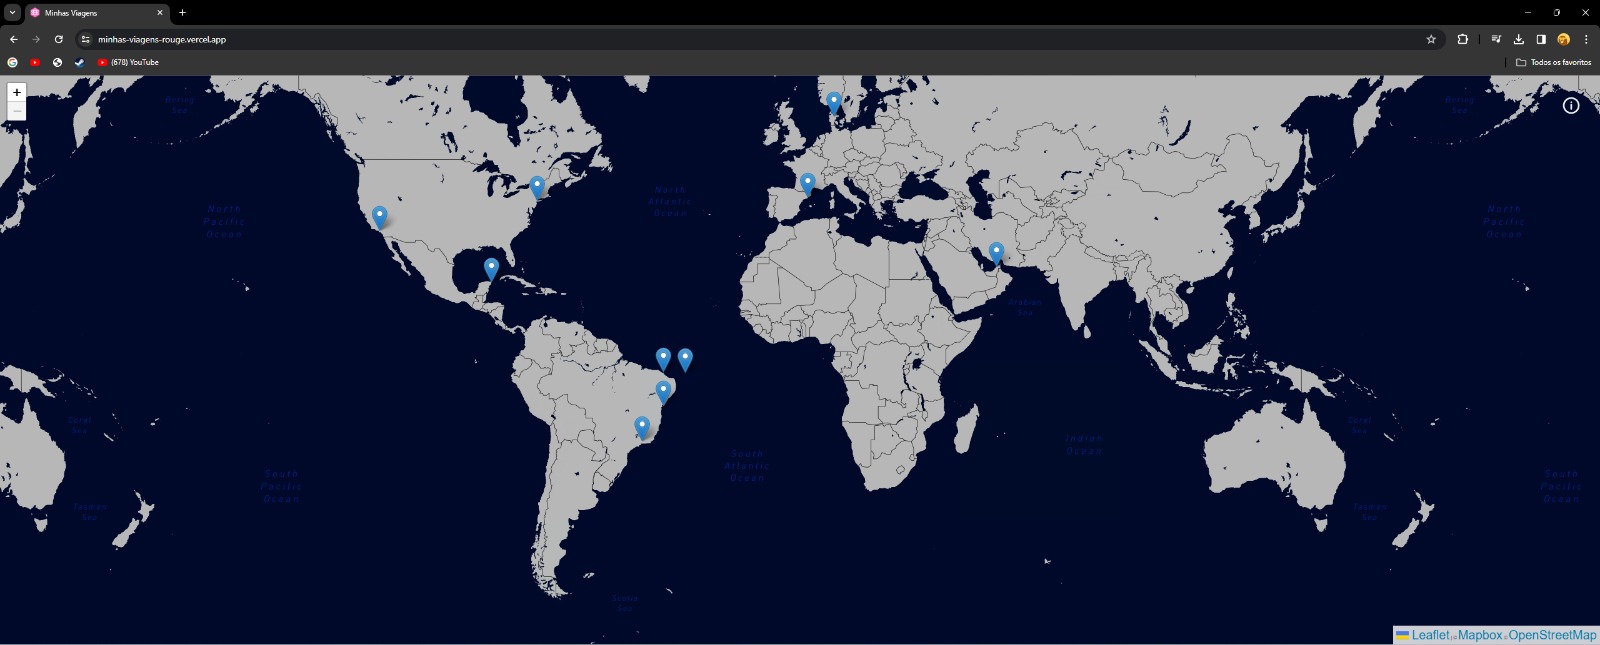 Minhas Viagens
minhas-viagens-rouge.vercel.app
(678) YouTube
Todos os favoritos
+
−
Bering
Sea
Bering
Sea
North
Pacific
Ocean
North
Atlantic
Ocean
North
Pacific
Ocean
Arabian
Sea
Coral
Sea
South
Pacific
Ocean
Tasman
Sea
South
Atlantic
Ocean
Indian
Ocean
Coral
Sea
South
Pacific
Ocean
Tasman
Sea
Scotia
Sea
Leaflet | © Mapbox © OpenStreetMap